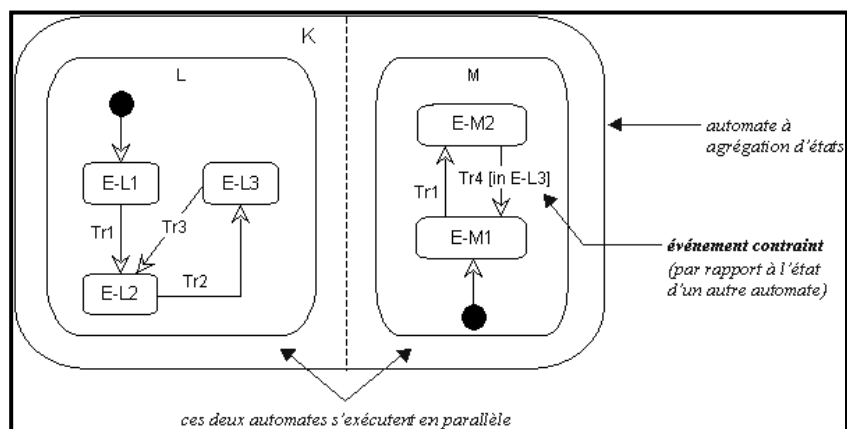 K
L
M
E-M2
E-L1
E-L3
Tr4 [in E-L3]
Tr1
Tr3
Tr1
E-M1
Tr2
E-L2
automate à
agrégation d'états
événement contraint
(par rapport à l'état
d'un autre automate)
ces deux automates s'exécutent en parallèle